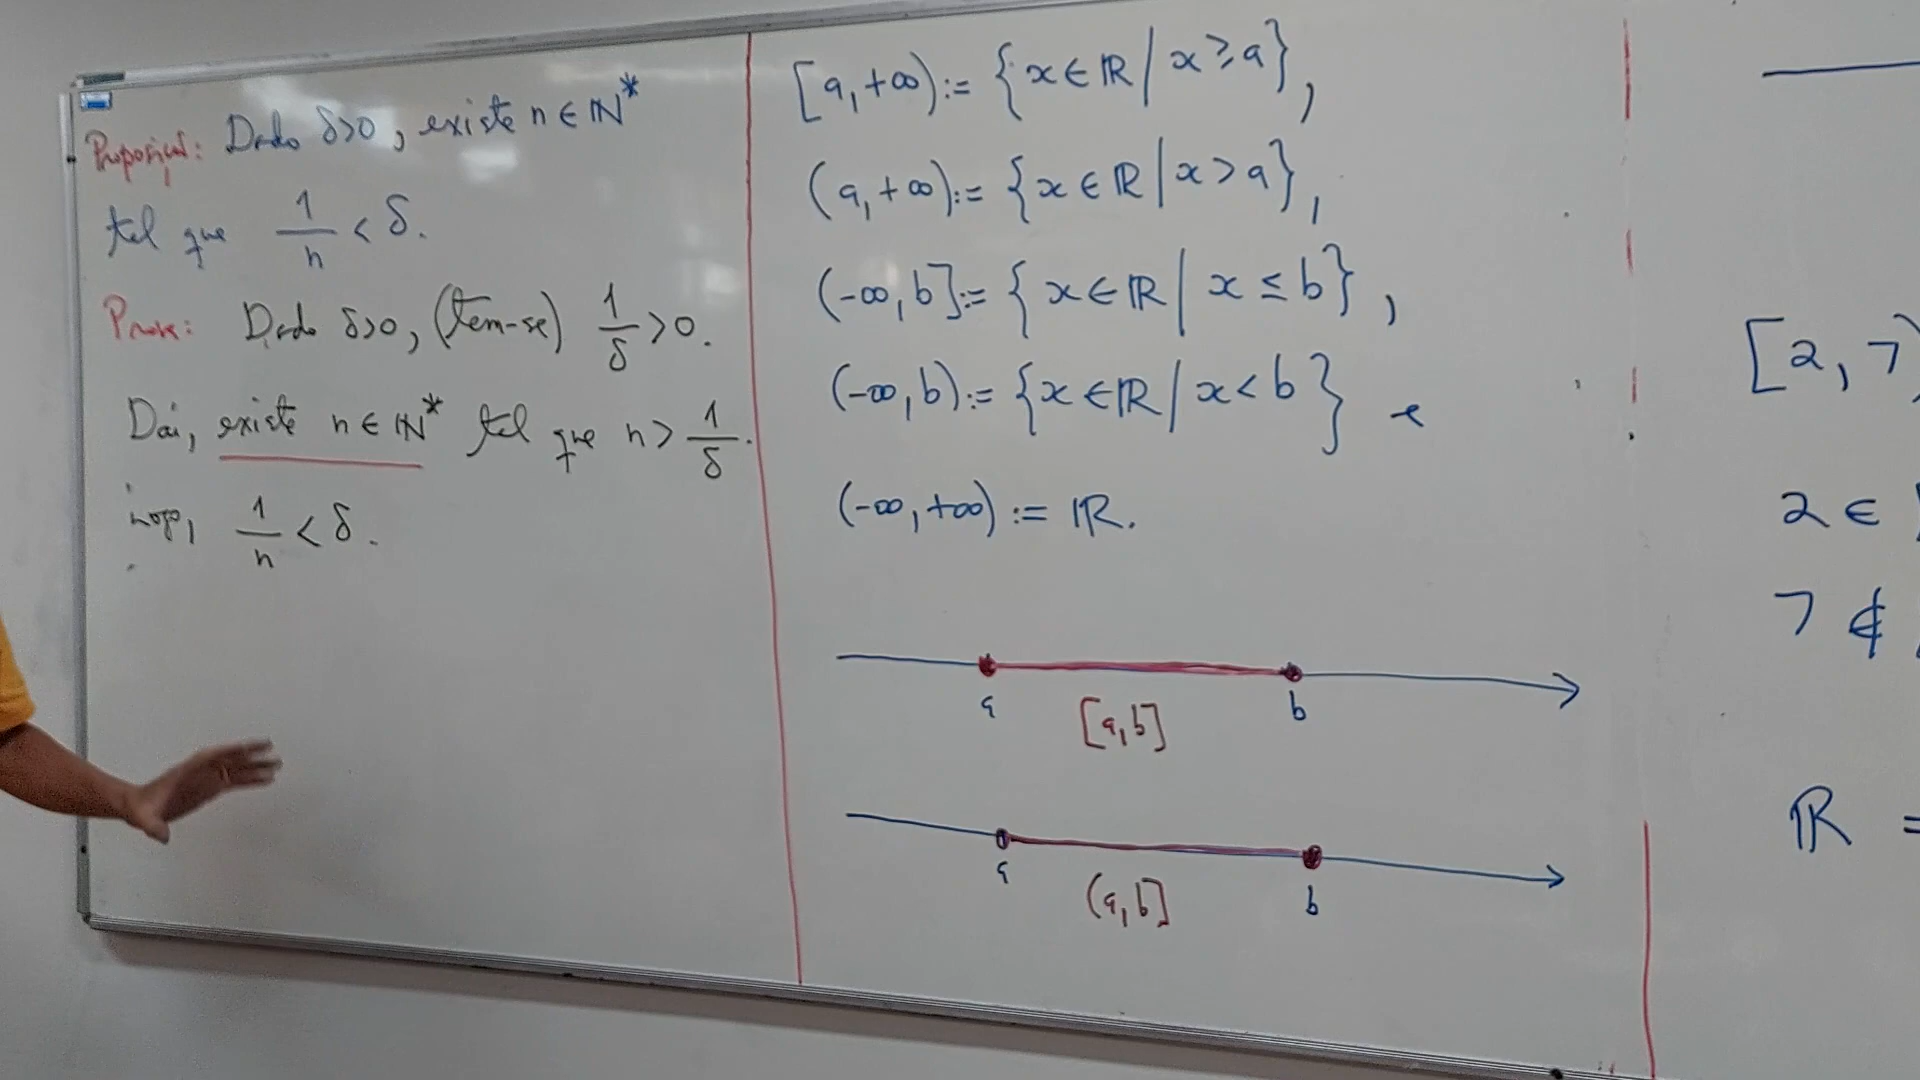 Proposição: Dado δ>0, existe n ∈ ℕ*
tal que 1/n < δ.
Prova: Dado δ>0, (tem-se) 1/δ > 0.
Daí, existe n ∈ ℕ* tal que n > 1/δ.
Logo, 1/n < δ.
[a,+∞) := {x ∈ ℝ / x ≥ a},
(a,+∞) := {x ∈ ℝ / x > a},
(-∞,b] := {x ∈ ℝ / x ≤ b},
(-∞,b) := {x ∈ ℝ / x < b} e
(-∞,+∞) := ℝ.
a [a,b] b
a (a,b] b
[2,7)
2 ∈
7 ∉
ℝ =